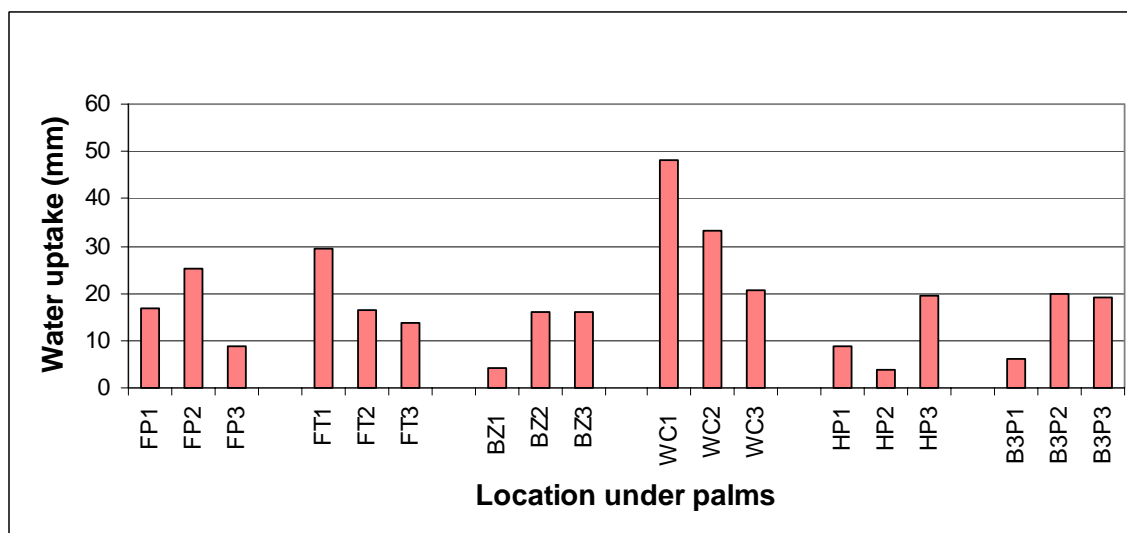 Water uptake (mm)
60
50
40
30
20
10
0
FP1
FP2
FP3
FT1
FT2
FT3
BZ1
BZ2
BZ3
WC1
WC2
WC3
HP1
HP2
HP3
B3P1
B3P2
B3P3
Location under palms